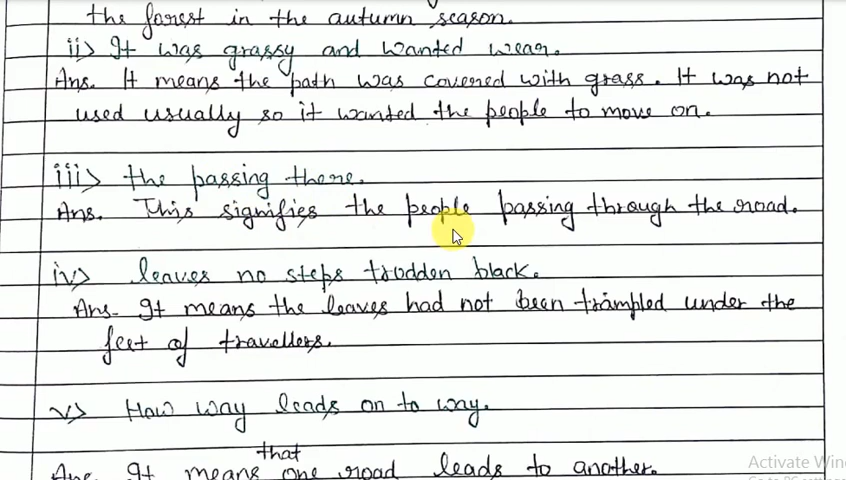 the forest in the autumn season.
ii> It was grassy and wanted wear.
Ans. It means the path was covered with grass. It was not
used usually so it wanted the people to move on.
iii> the passing there.
Ans. This signifies the people passing through the road.
iv> leaves no steps trodden black.
Ans- It means the leaves had not been trampled under the
feet of travellers.
v> How way leads on to way.
that
Ans. It means one road leads to another.
Activate Win